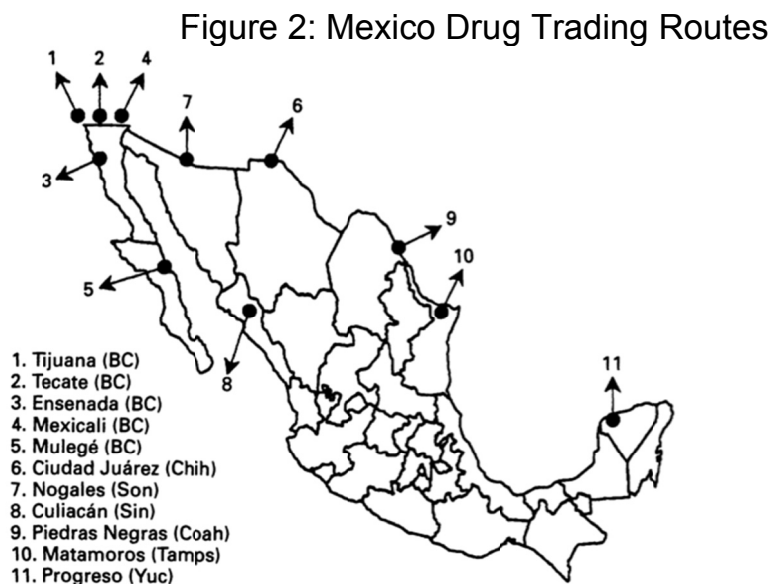 Figure 2: Mexico Drug Trading Routes
1 2 4
7
6
3
9
10
5
8
11
1. Tijuana (BC)
2. Tecate (BC)
3. Ensenada (BC)
4. Mexicali (BC)
5. Mulegé (BC)
6. Ciudad Juárez (Chih)
7. Nogales (Son)
8. Culiacán (Sin)
9. Piedras Negras (Coah)
10. Matamoros (Tamps)
11. Progreso (Yuc)